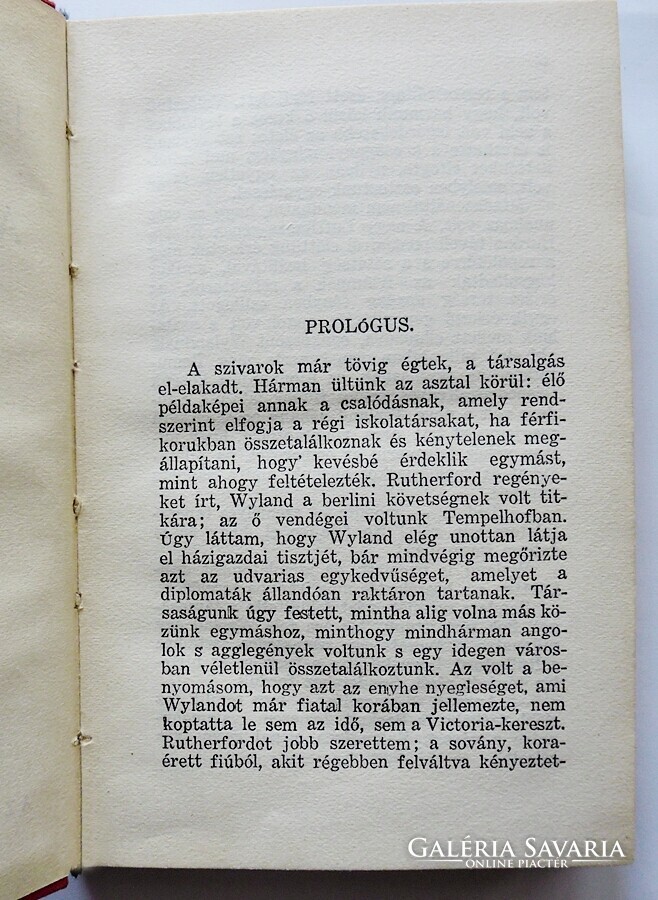 PROLÓGUS.
A szivarok már tövig égtek, a társalgás
el-elakadt. Hárman ültünk az asztal körül: élő
példaképei annak a csalódásnak, amely rend-
szerint elfogja a régi iskolatársakat, ha férfi-
korukban összetalálkoznak és kénytelenek meg-
állapítani, hogy' kevésbé érdeklik egymást,
mint ahogy feltételezték. Rutherford regénye-
ket írt, Wyland a berlini követségnek volt tit-
kára; az ő vendégei voltunk Tempelhofban.
Úgy láttam, hogy Wyland elég unottan látja
el házigazdai tisztjét, bár mindvégig megőrizte
azt az udvarias egykedvűséget, amelyet a
diplomaták állandóan raktáron tartanak. Tár-
saságunk úgy festett, mintha alig volna más kö-
zünk egymáshoz, minthogy mindhárman ango-
lok s agglegények voltunk s egy idegen város-
ban véletlenül összetalálkoztunk. Az volt a be-
nyomásom, hogy azt az enyhe nyegleséget, ami
Wylandot már fiatal korában jellemezte, nem
koptatta le sem az idő, sem a Victoria-kereszt.
Rutherfordot jobb szerettem; a sovány, kora-
érett fiúból, akit régebben felváltva kényeztet-
GALÉRIA SAVARIA
ONLINE PIACTÉR